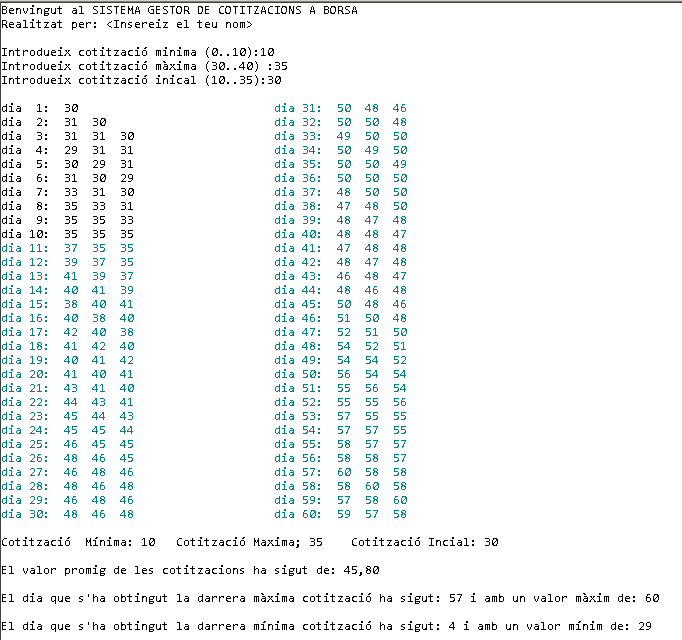 Benvingut al SISTEMA GESTOR DE COTITZACIONS A BORSA
Realitzat per: <Insereiz el teu nom>
Introdueix cotització minima (0..10):10
Introdueix cotització màxima (30..40) :35
Introdueix cotització inical (10..35):30
dia 1: 30 dia 31: 50 48 46
dia 2: 31 30 dia 32: 50 50 48
dia 3: 31 31 30 dia 33: 49 50 50
dia 4: 29 31 31 dia 34: 50 49 50
dia 5: 30 29 31 dia 35: 50 50 49
dia 6: 31 30 29 dia 36: 50 50 50
dia 7: 33 31 30 dia 37: 48 50 50
dia 8: 35 33 31 dia 38: 47 48 50
dia 9: 35 35 33 dia 39: 48 47 48
dia 10: 35 35 35 dia 40: 48 48 47
dia 11: 37 35 35 dia 41: 47 48 48
dia 12: 39 37 35 dia 42: 48 47 48
dia 13: 41 39 37 dia 43: 46 48 47
dia 14: 40 41 39 dia 44: 48 46 48
dia 15: 38 40 41 dia 45: 50 48 46
dia 16: 40 38 40 dia 46: 51 50 48
dia 17: 42 40 38 dia 47: 52 51 50
dia 18: 41 42 40 dia 48: 54 52 51
dia 19: 40 41 42 dia 49: 54 54 52
dia 20: 41 40 41 dia 50: 56 54 54
dia 21: 43 41 40 dia 51: 55 56 54
dia 22: 44 43 41 dia 52: 55 55 56
dia 23: 45 44 43 dia 53: 57 55 55
dia 24: 45 45 44 dia 54: 57 57 55
dia 25: 46 45 45 dia 55: 58 57 57
dia 26: 48 46 45 dia 56: 58 58 57
dia 27: 46 48 46 dia 57: 60 58 58
dia 28: 48 46 48 dia 58: 58 60 58
dia 29: 46 48 46 dia 59: 57 58 60
dia 30: 48 46 48 dia 60: 59 57 58
Cotització Mínima: 10 Cotització Maxima; 35 Cotització Incial: 30
El valor promig de les cotitzacions ha sigut de: 45,80
El dia que s'ha obtingut la darrera màxima cotització ha sigut: 57 i amb un valor màxim de: 60
El dia que s'ha obtingut la darrera mínima cotització ha sigut: 4 i amb un valor mínim de: 29